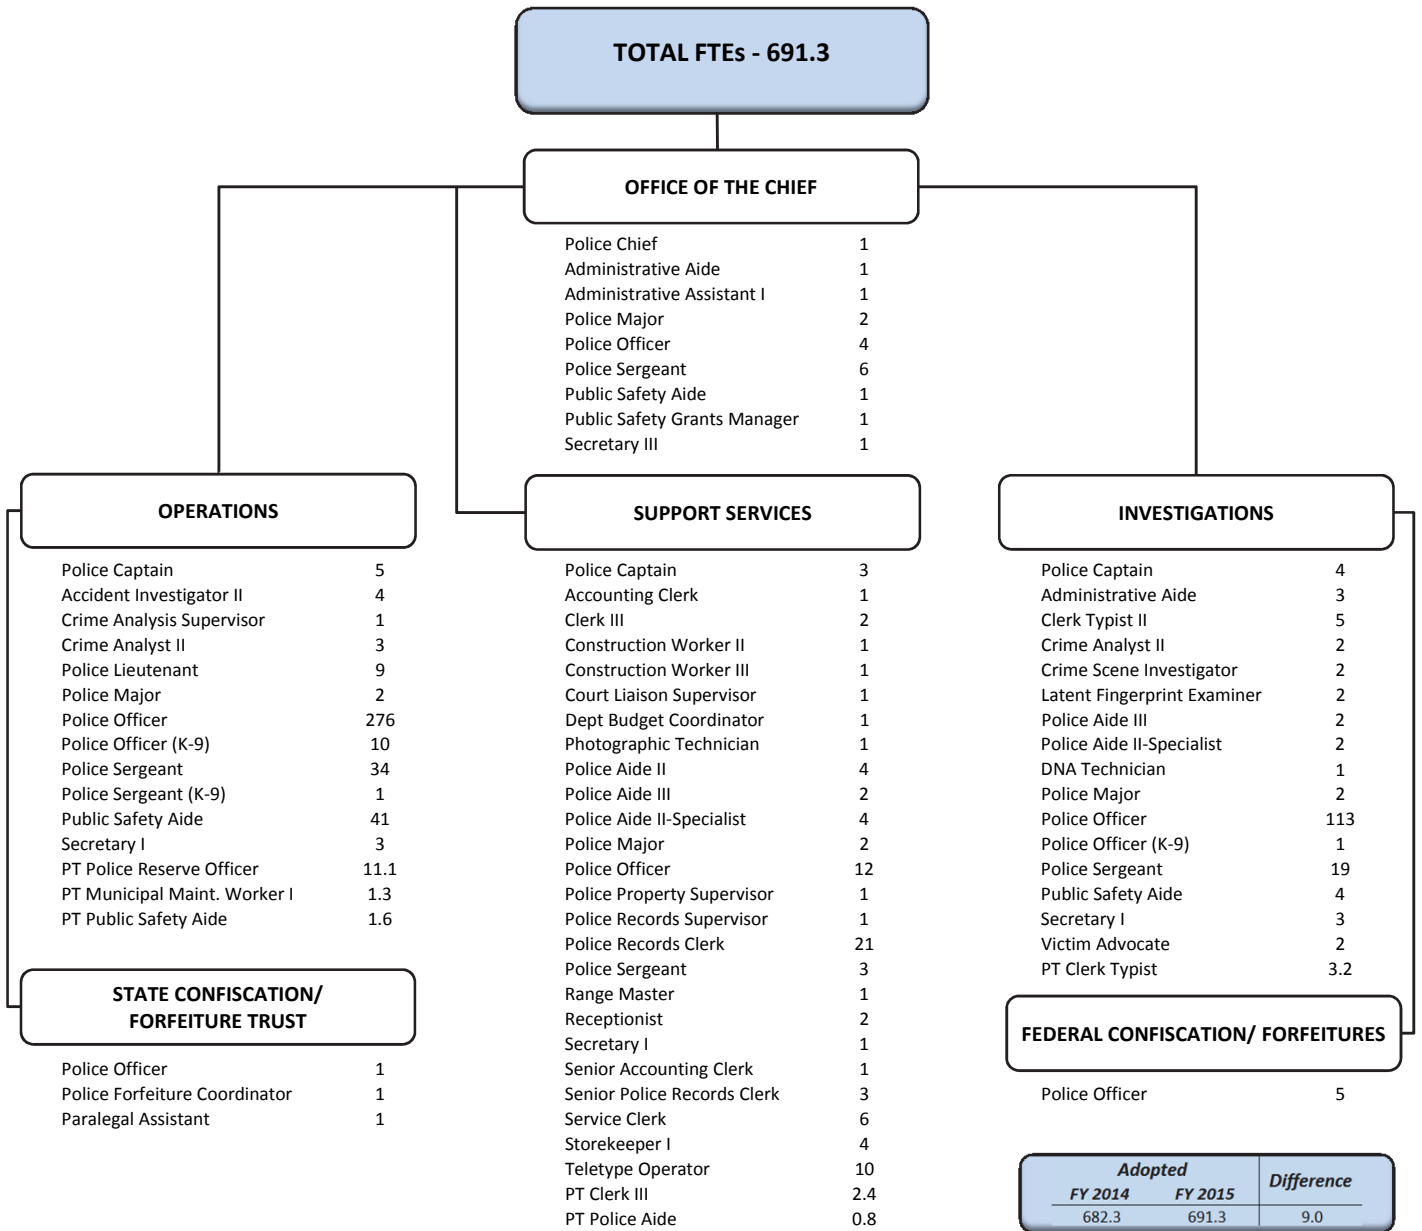 TOTAL FTEs - 691.3
OFFICE OF THE CHIEF
Police Chief 1
Administrative Aide 1
Administrative Assistant I 1
Police Major 2
Police Officer 4
Police Sergeant 6
Public Safety Aide 1
Public Safety Grants Manager 1
Secretary III 1
OPERATIONS
Police Captain 5
Accident Investigator II 4
Crime Analysis Supervisor 1
Crime Analyst II 3
Police Lieutenant 9
Police Major 2
Police Officer 276
Police Officer (K-9) 10
Police Sergeant 34
Police Sergeant (K-9) 1
Public Safety Aide 41
Secretary I 3
PT Police Reserve Officer 11.1
PT Municipal Maint. Worker I 1.3
PT Public Safety Aide 1.6
STATE CONFISCATION/
FORFEITURE TRUST
Police Officer 1
Police Forfeiture Coordinator 1
Paralegal Assistant 1
SUPPORT SERVICES
Police Captain 3
Accounting Clerk 1
Clerk III 2
Construction Worker II 1
Construction Worker III 1
Court Liaison Supervisor 1
Dept Budget Coordinator 1
Photographic Technician 1
Police Aide II 4
Police Aide III 2
Police Aide II-Specialist 4
Police Major 2
Police Officer 12
Police Property Supervisor 1
Police Records Supervisor 1
Police Records Clerk 21
Police Sergeant 3
Range Master 1
Receptionist 2
Secretary I 1
Senior Accounting Clerk 1
Senior Police Records Clerk 3
Service Clerk 6
Storekeeper I 4
Teletype Operator 10
PT Clerk III 2.4
PT Police Aide 0.8
INVESTIGATIONS
Police Captain 4
Administrative Aide 3
Clerk Typist II 5
Crime Analyst II 2
Crime Scene Investigator 2
Latent Fingerprint Examiner 2
Police Aide III 2
Police Aide II-Specialist 2
DNA Technician 1
Police Major 2
Police Officer 113
Police Officer (K-9) 1
Police Sergeant 19
Public Safety Aide 4
Secretary I 3
Victim Advocate 2
PT Clerk Typist 3.2
FEDERAL CONFISCATION/ FORFEITURES
Police Officer 5
Adopted Difference
FY 2014 FY 2015
682.3 691.3 9.0